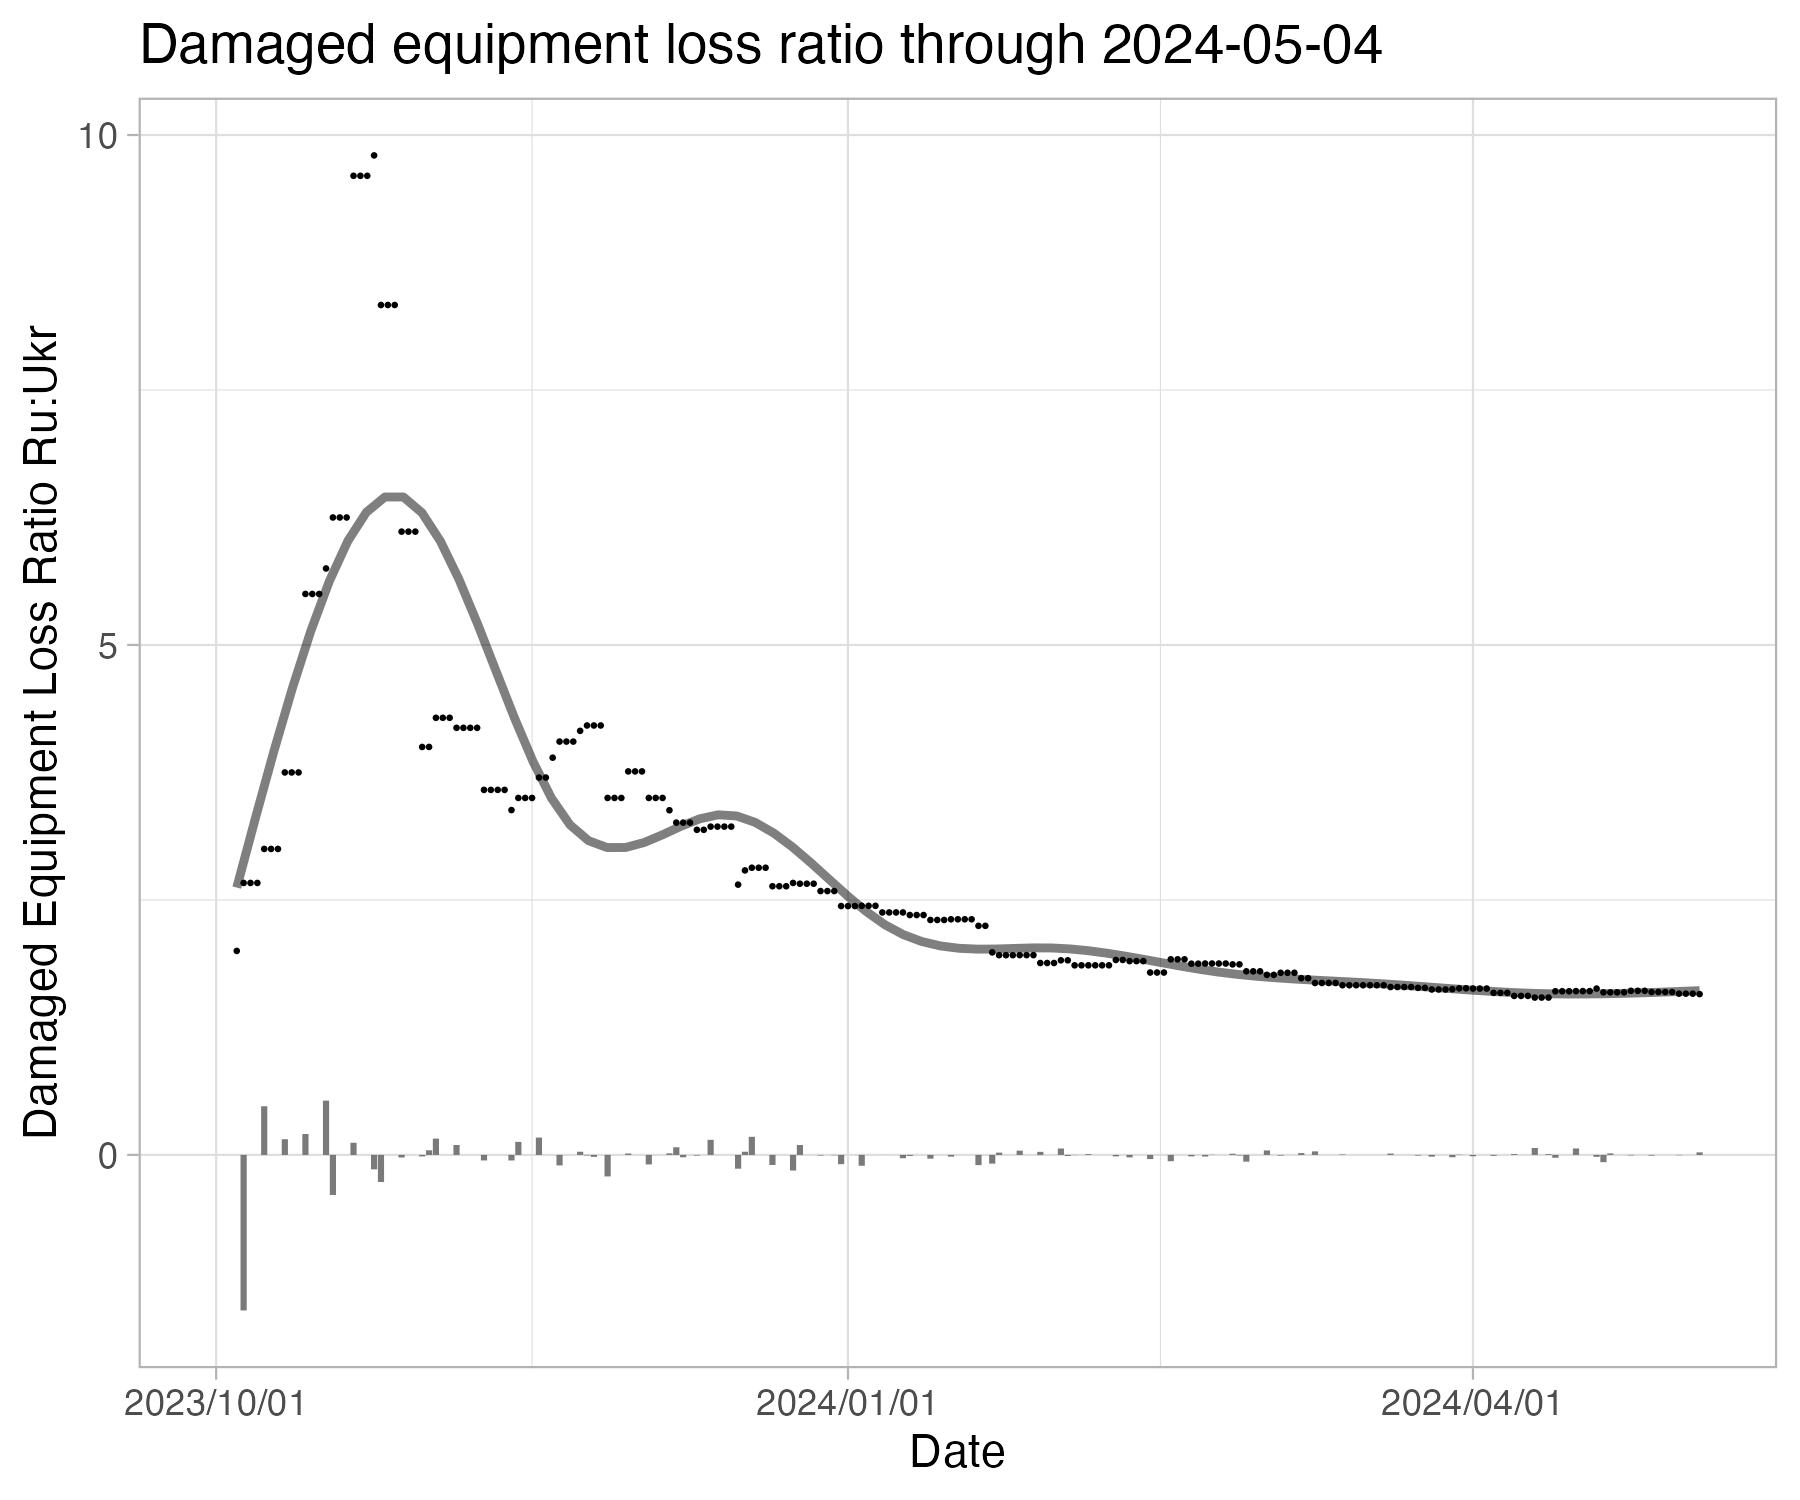 Damaged equipment loss ratio through 2024-05-04
Damaged Equipment Loss Ratio Ru:Ukr
10
5
0
2023/10/01
2024/01/01
2024/04/01
Date